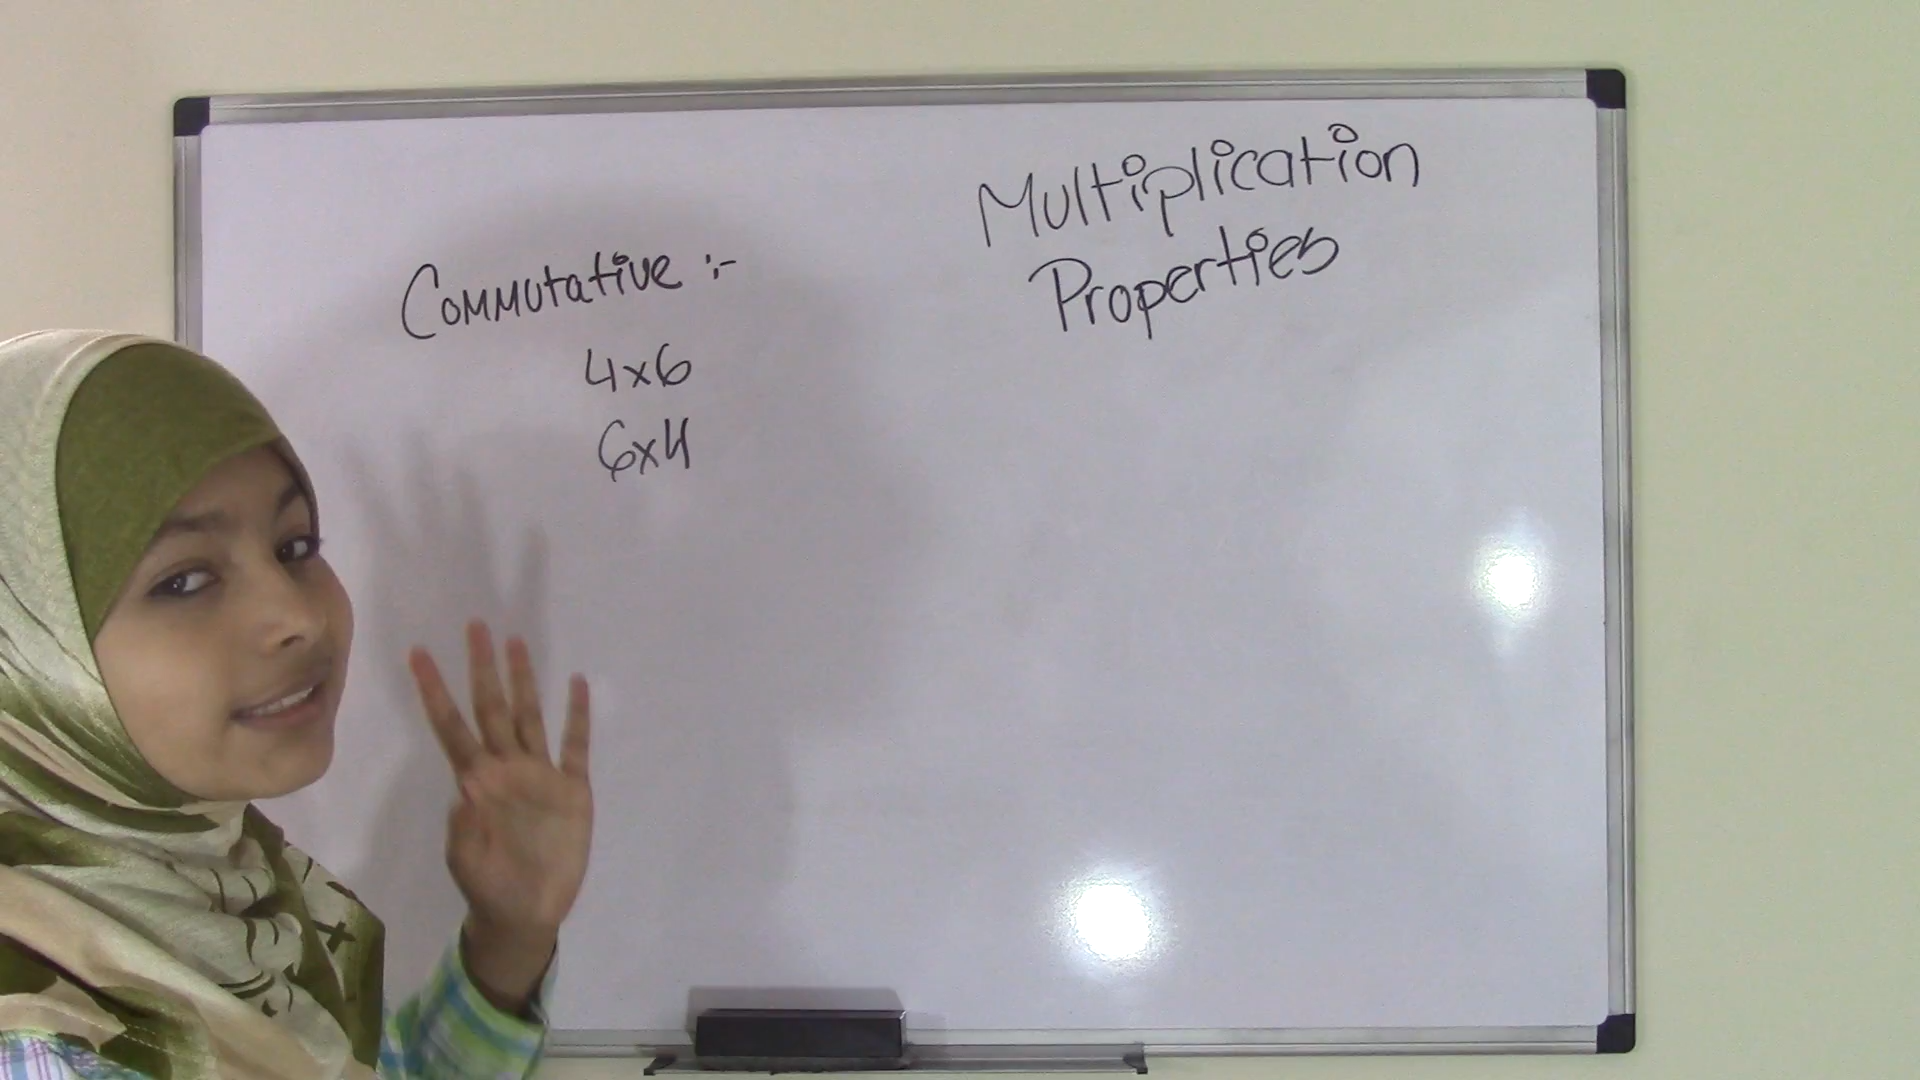 Multiplication
Properties
Commutative :-
4x6
6x4